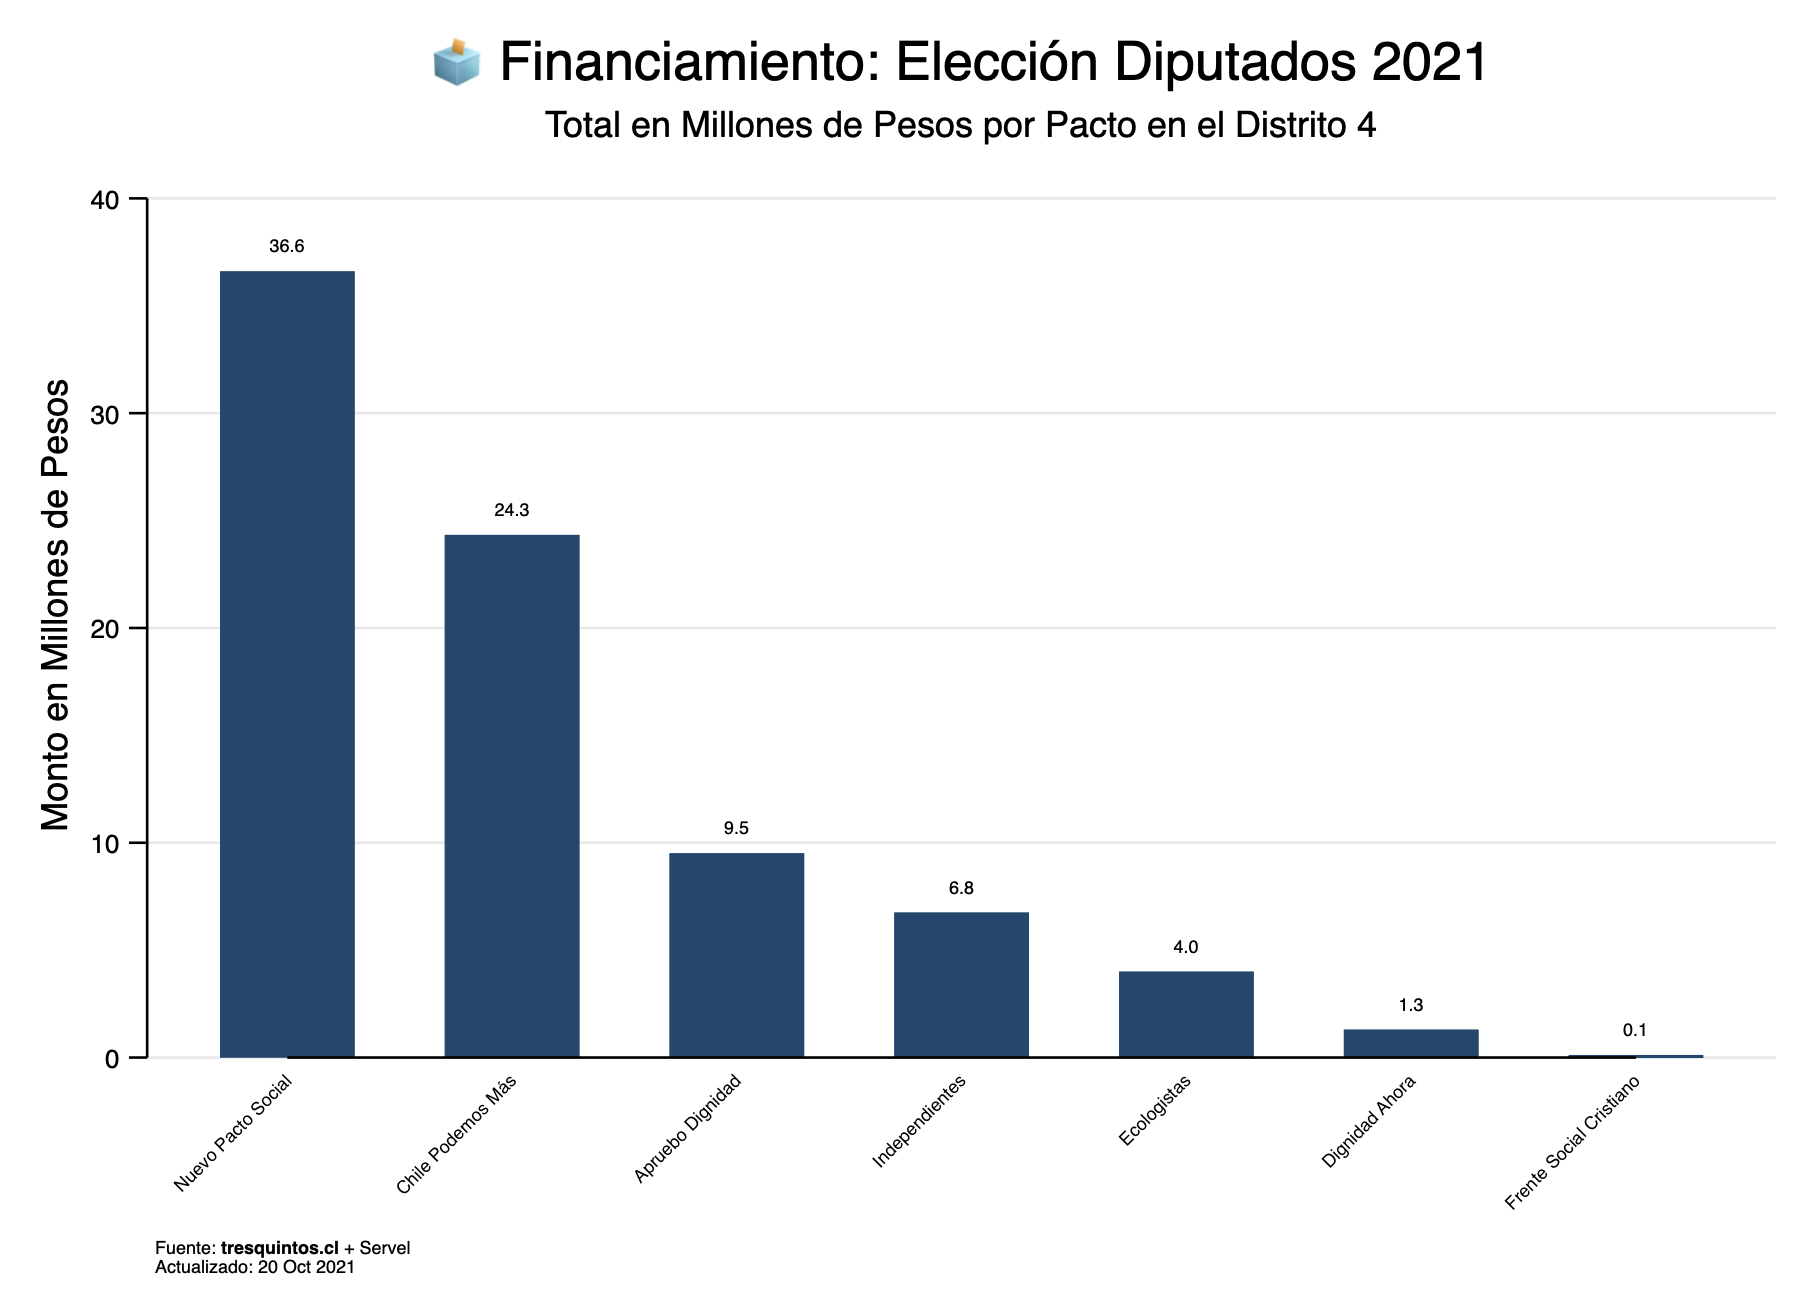 Financiamiento: Elección Diputados 2021
Total en Millones de Pesos por Pacto en el Distrito 4
Monto en Millones de Pesos
40
30
20
10
0
36.6
24.3
9.5
6.8
4.0
1.3
0.1
Nuevo Pacto Social
Chile Podemos Más
Apruebo Dignidad
Independientes
Ecologistas
Dignidad Ahora
Frente Social Cristiano
Fuente: tresquintos.cl + Servel
Actualizado: 20 Oct 2021